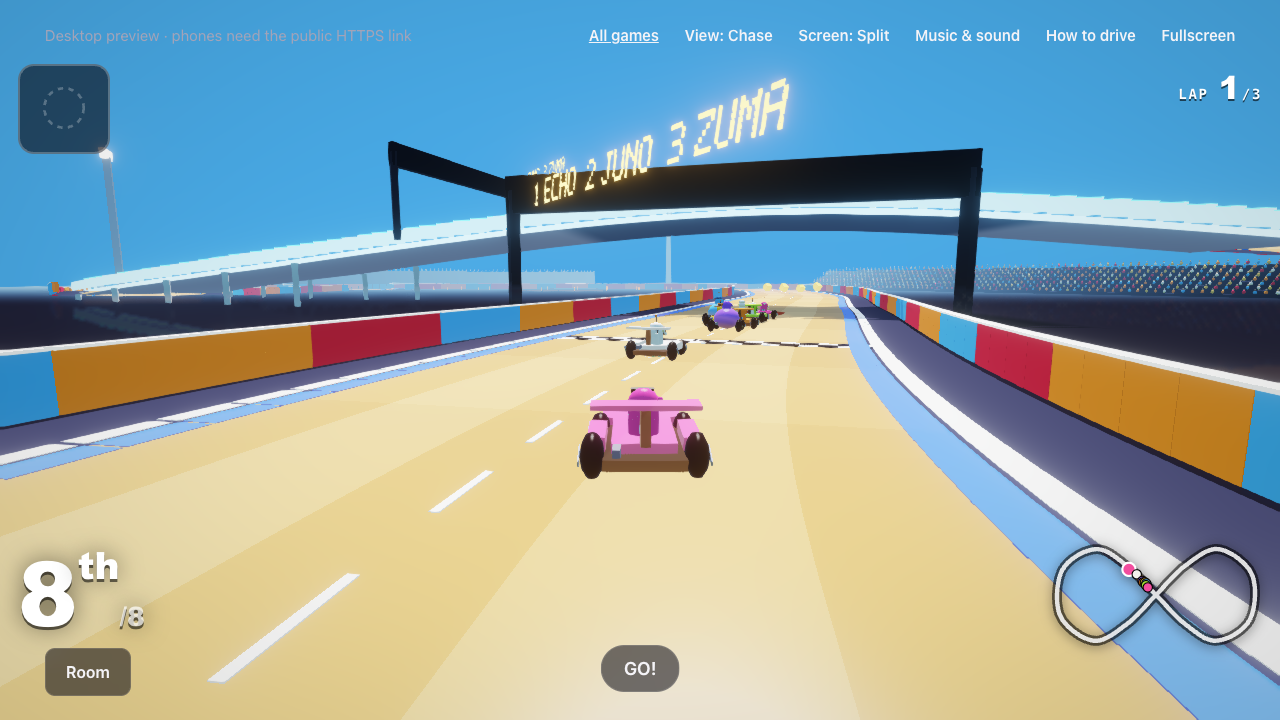 Desktop preview · phones need the public HTTPS link
All games
View: Chase
Screen: Split
Music & sound
How to drive
Fullscreen
LAP 1/3
1 ECHO 2 JUNO 3 ZUMA
8th
/8
Room
GO!